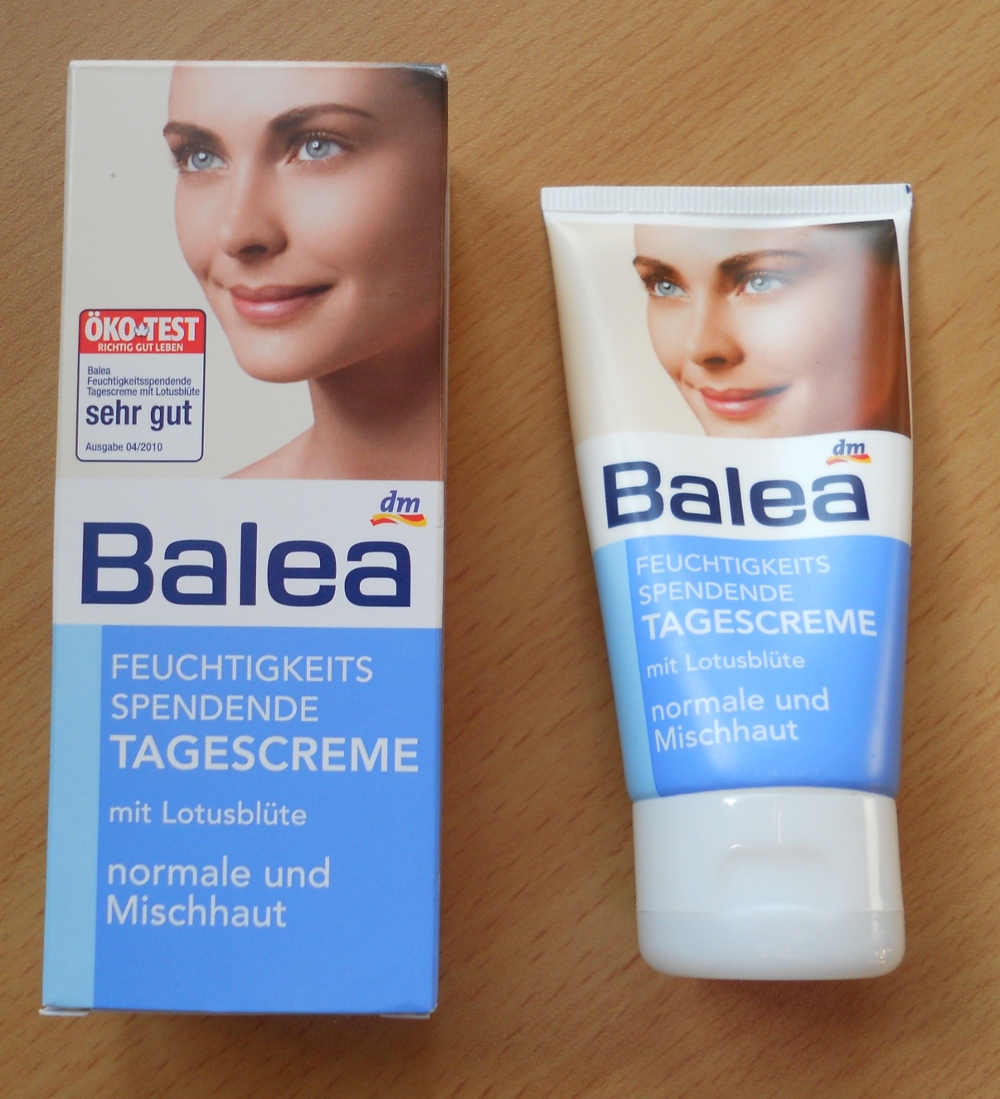 ÖKO TEST
RICHTIG GUT LEBEN
Balea
Feuchtigkeitsspendende
Tagescreme mit Lotusblüte
sehr gut
Ausgabe 04/2010
dm
Balea
FEUCHTIGKEITS
SPENDENDE
TAGESCREME
mit Lotusblüte
normale und
Mischhaut
dm
Balea
FEUCHTIGKEITS
SPENDENDE
TAGESCREME
mit Lotusblüte
normale und
Mischhaut